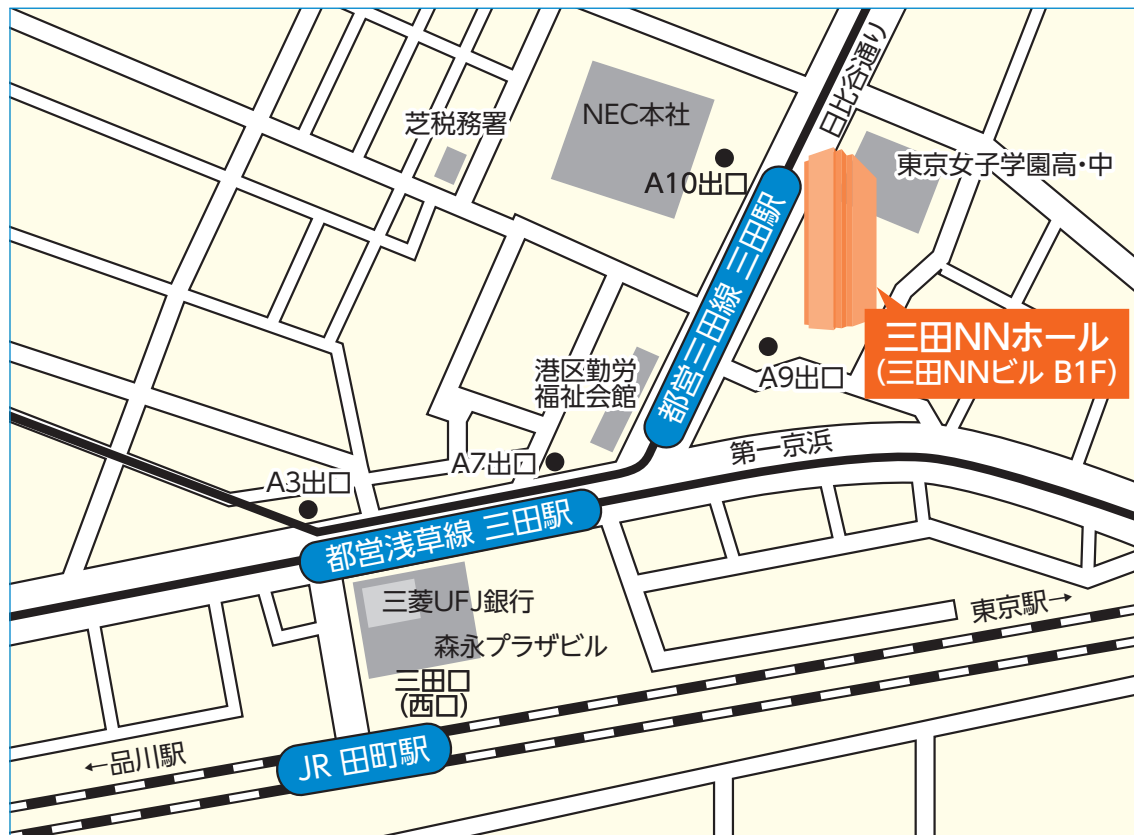 日比谷通り
NEC本社
芝税務署
東京女子学園高・中
A10出口
都営三田線 三田駅
三田NNホール
(三田NNビル B1F)
港区勤労
福祉会館
A9出口
第一京浜
A7出口
A3出口
都営浅草線 三田駅
三菱UFJ銀行
森永プラザビル
東京駅→
三田口
(西口)
←品川駅
JR 田町駅